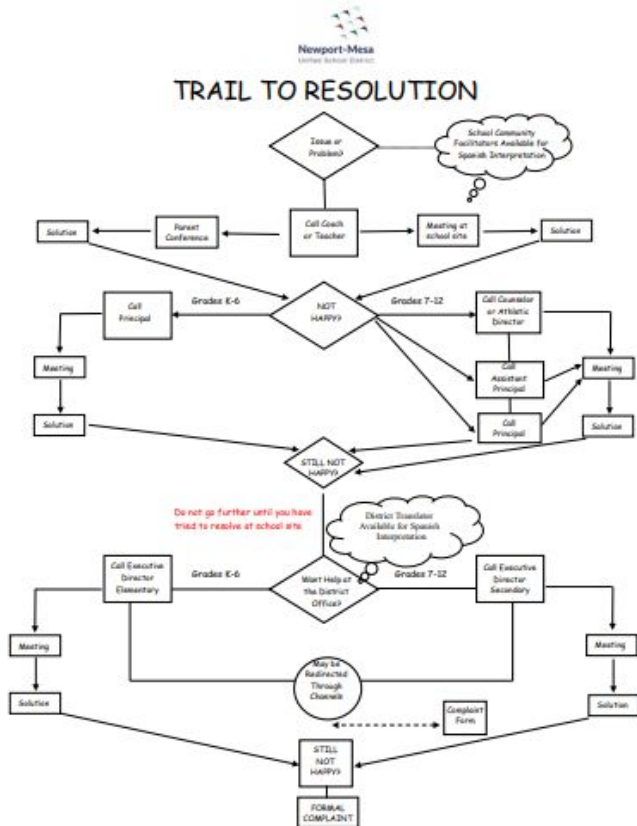 Newport-Mesa
Unified School District
TRAIL TO RESOLUTION
Issue or
Problem?
School Community
Facilitators Available for
Spanish Interpretation
Solution
Parent
Conference
Call Coach
or Teacher
Meeting at
school site
Solution
Call
Principal
Grades K-6
NOT
HAPPY?
Grades 7-12
Call Counselor
or Athletic
Director
Meeting
Call
Assistant
Principal
Meeting
Solution
Call
Principal
Solution
STILL NOT
HAPPY?
Do not go further until you have
tried to resolve at school site
District Translator
Available for Spanish
Interpretation
Call Executive
Director
Elementary
Grades K-6
Want Help at
the District
Office?
Grades 7-12
Call Executive
Director
Secondary
Meeting
Meeting
May be
Redirected
Through
Channels
Solution
Solution
Complaint
Form
STILL
NOT
HAPPY?
FORMAL
COMPLAINT